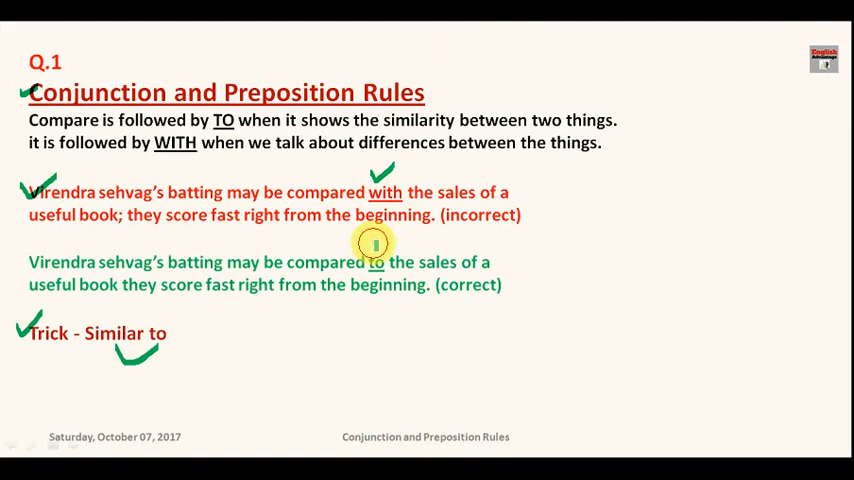 Q.1
English
Conjunction and Preposition Rules
Compare is followed by TO when it shows the similarity between two things.
it is followed by WITH when we talk about differences between the things.
Virendra sehvag's batting may be compared with the sales of a
useful book; they score fast right from the beginning. (incorrect)
Virendra sehvag's batting may be compared to the sales of a
useful book they score fast right from the beginning. (correct)
Trick - Similar to
Saturday, October 07, 2017
Conjunction and Preposition Rules